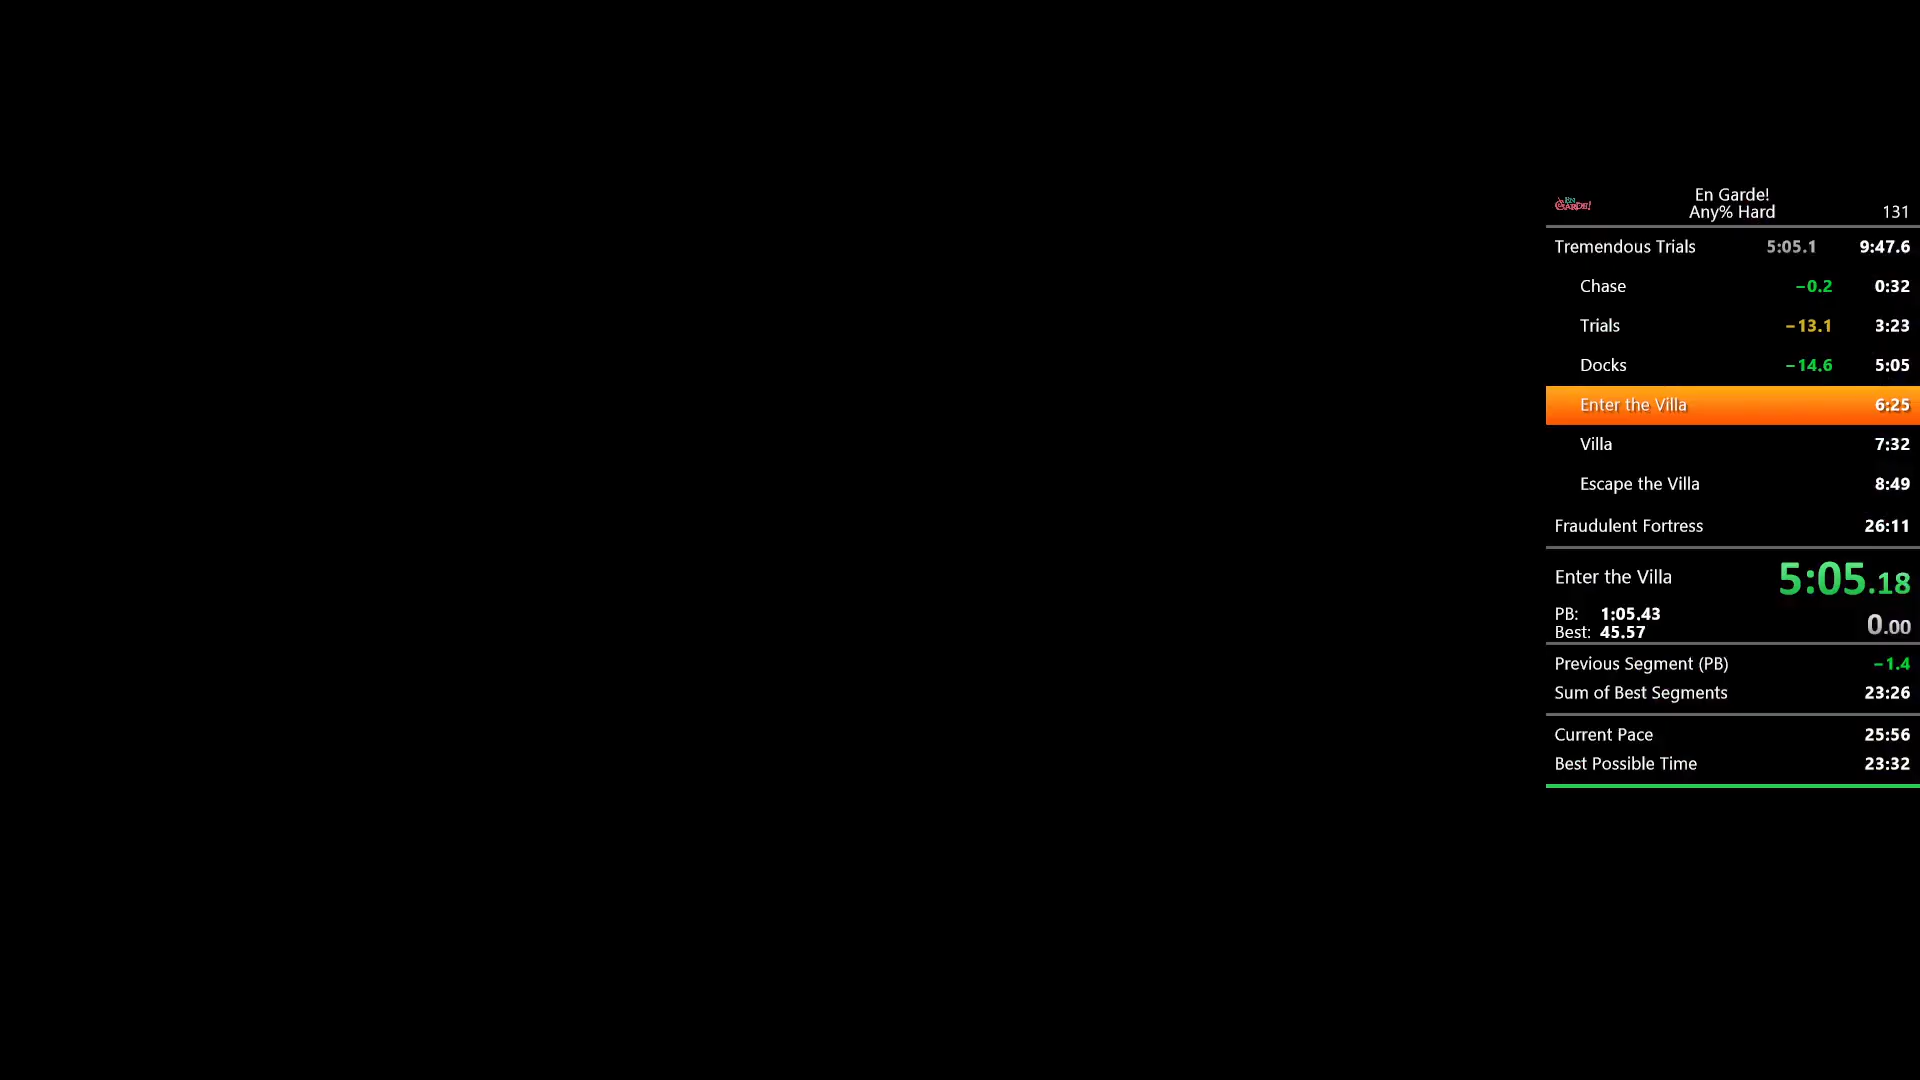 EN GARDE!
En Garde!
Any% Hard 131
Tremendous Trials 5:05.1 9:47.6
Chase −0.2 0:32
Trials −13.1 3:23
Docks −14.6 5:05
Enter the Villa 6:25
Villa 7:32
Escape the Villa 8:49
Fraudulent Fortress 26:11
Enter the Villa 5:05.18
PB: 1:05.43
Best: 45.57 0.00
Previous Segment (PB) −1.4
Sum of Best Segments 23:26
Current Pace 25:56
Best Possible Time 23:32